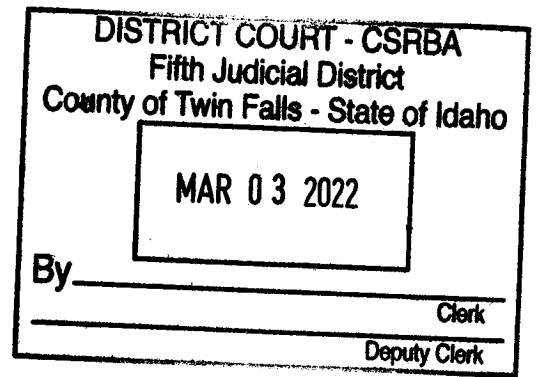 DISTRICT COURT - CSRBA
Fifth Judicial District
County of Twin Falls - State of Idaho
MAR 03 2022
By
Clerk
Deputy Clerk